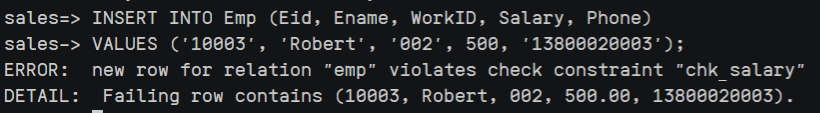 sales=> INSERT INTO Emp (Eid, Ename, WorkID, Salary, Phone)
sales-> VALUES ('10003', 'Robert', '002', 500, '13800020003');
ERROR:  new row for relation "emp" violates check constraint "chk_salary"
DETAIL:  Failing row contains (10003, Robert, 002, 500.00, 13800020003).